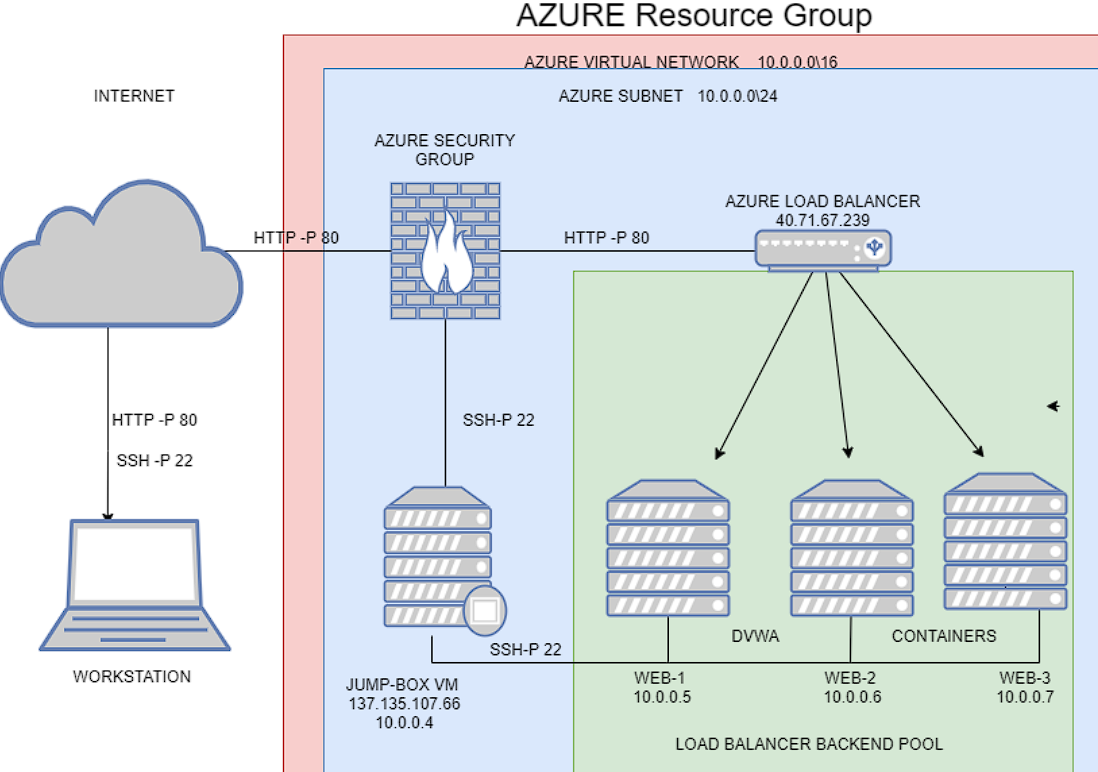 AZURE Resource Group
AZURE VIRTUAL NETWORK 10.0.0.0\16
INTERNET
AZURE SUBNET 10.0.0.0\24
AZURE SECURITY
GROUP
AZURE LOAD BALANCER
40.71.67.239
HTTP -P 80
HTTP -P 80
HTTP -P 80
SSH -P 22
SSH-P 22
SSH-P 22
DVWA
CONTAINERS
WORKSTATION
JUMP-BOX VM
137.135.107.66
10.0.0.4
WEB-1
10.0.0.5
WEB-2
10.0.0.6
WEB-3
10.0.0.7
LOAD BALANCER BACKEND POOL